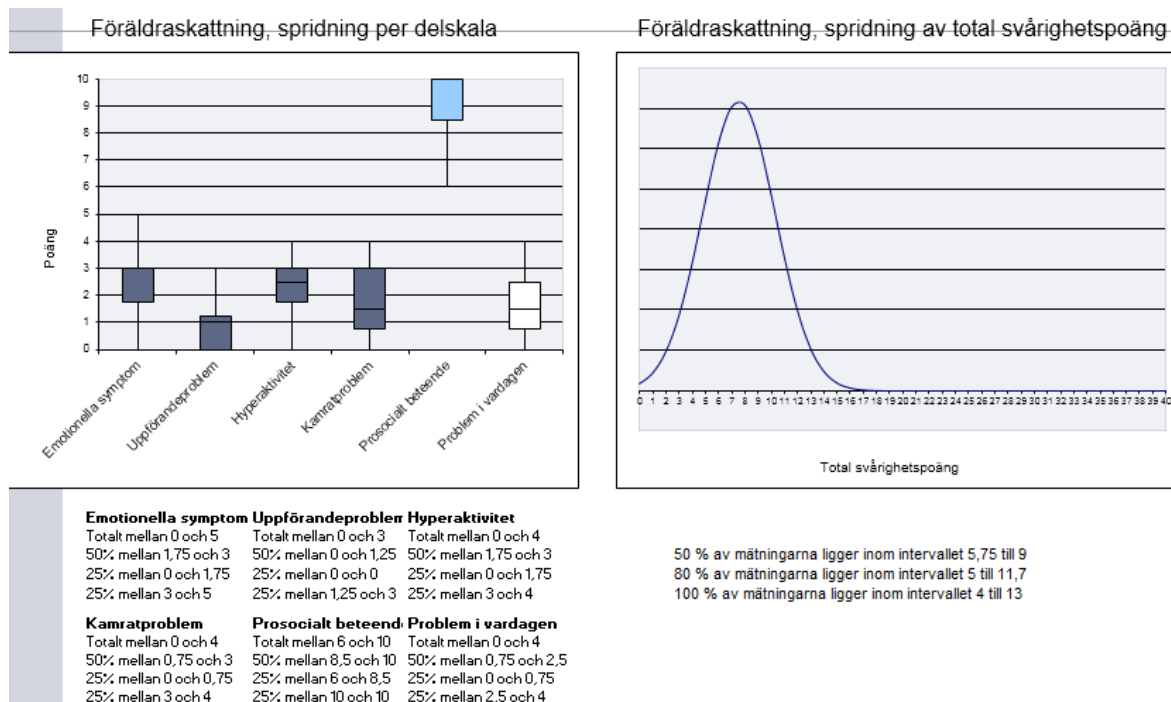 Föräldraskattning, spridning per delskala
10
9
8
7
6
5
4
3
2
1
0
Poäng
Emotionella symptom
Uppförandeproblem
Hyperaktivitet
Kamratproblem
Prosocialt beteende
Problem i vardagen
Föräldraskattning, spridning av total svårighetspoäng
0 1 2 3 4 5 6 7 8 9 10 11 12 13 14 15 16 17 18 19 20 21 22 23 24 25 26 27 28 29 30 31 32 33 34 35 36 37 38 39 40
Total svårighetspoäng
Emotionella symptom
Totalt mellan 0 och 5
50% mellan 1,75 och 3
25% mellan 0 och 1,75
25% mellan 3 och 5
Uppförandeproblem
Totalt mellan 0 och 3
50% mellan 0 och 1,25
25% mellan 0 och 0
25% mellan 1,25 och 3
Hyperaktivitet
Totalt mellan 0 och 4
50% mellan 1,75 och 3
25% mellan 0 och 1,75
25% mellan 3 och 4
Kamratproblem
Totalt mellan 0 och 4
50% mellan 0,75 och 3
25% mellan 0 och 0,75
25% mellan 3 och 4
Prosocialt beteend
Totalt mellan 6 och 10
50% mellan 8,5 och 10
25% mellan 6 och 8,5
25% mellan 10 och 10
Problem i vardagen
Totalt mellan 0 och 4
50% mellan 0,75 och 2,5
25% mellan 0 och 0,75
25% mellan 2,5 och 4
50 % av mätningarna ligger inom intervallet 5,75 till 9
80 % av mätningarna ligger inom intervallet 5 till 11,7
100 % av mätningarna ligger inom intervallet 4 till 13